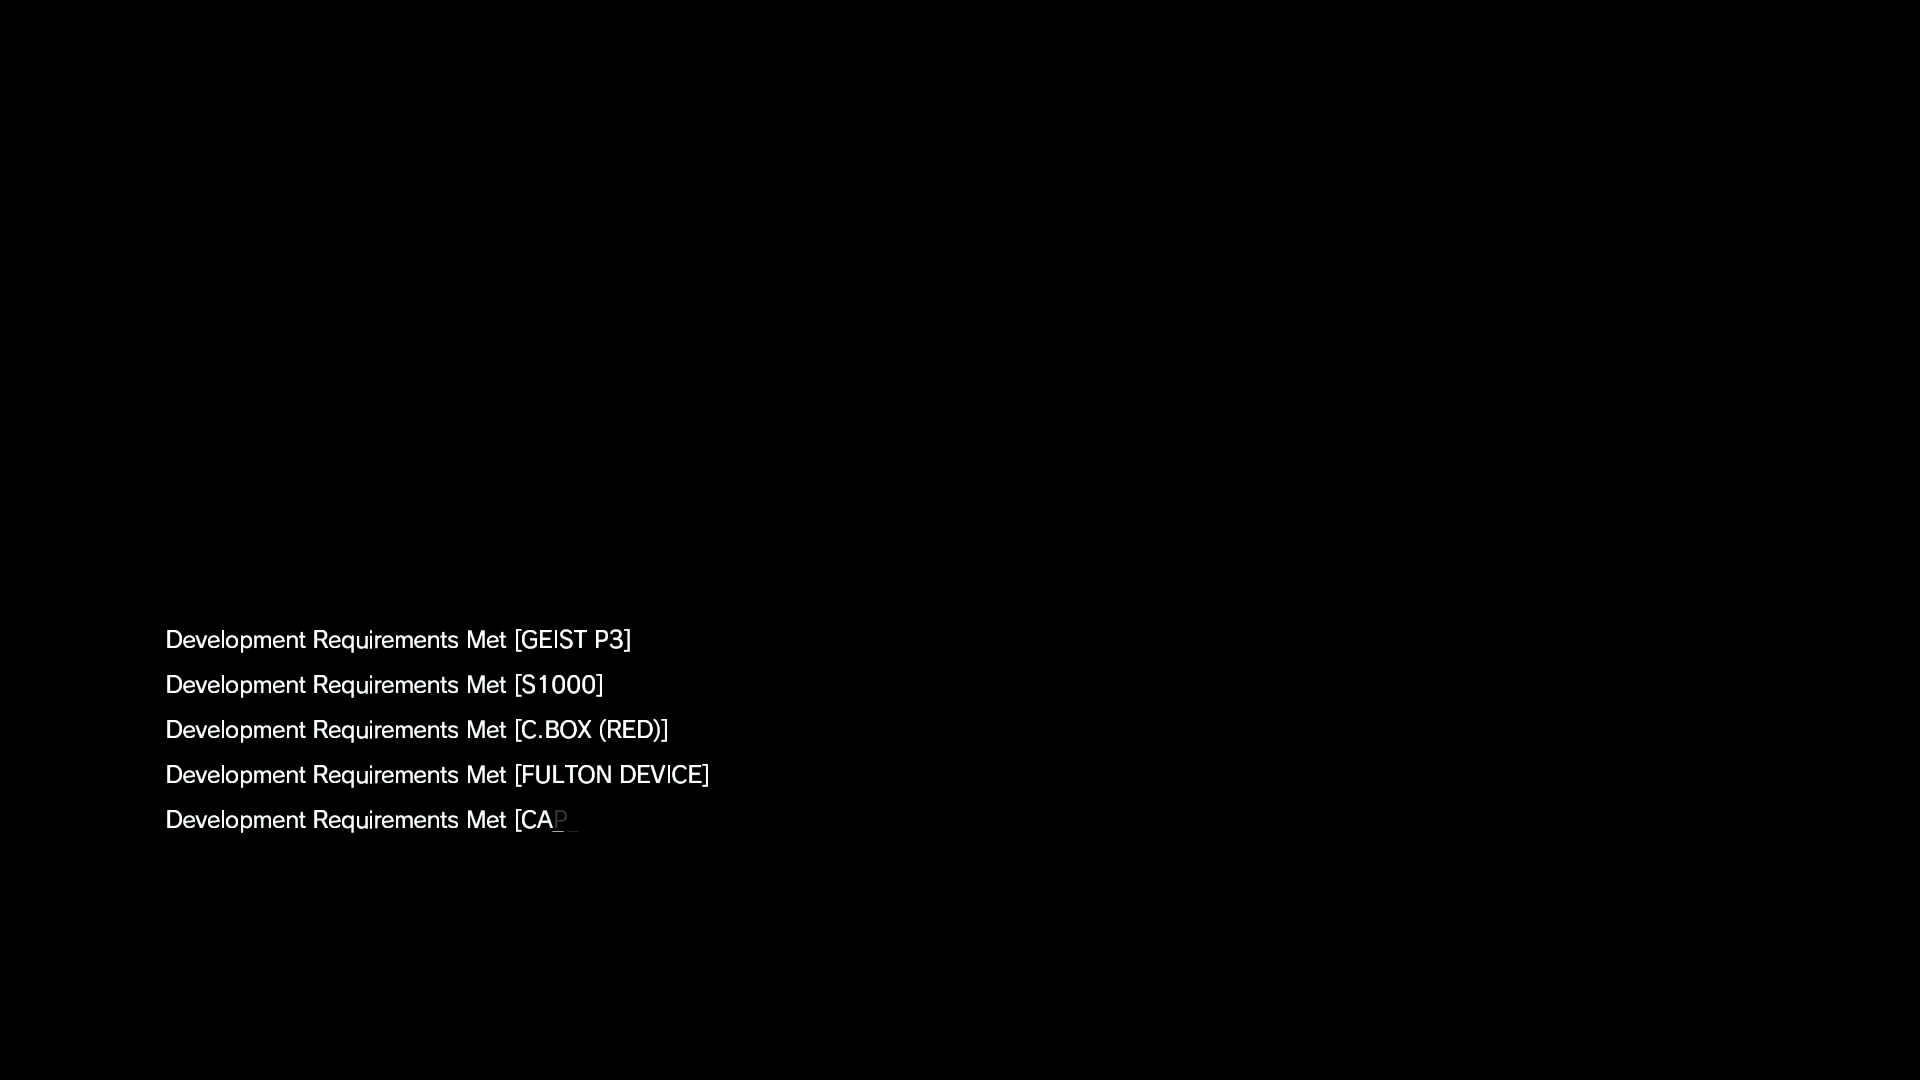 Development Requirements Met [GEIST P3]
Development Requirements Met [S1000]
Development Requirements Met [C.BOX (RED)]
Development Requirements Met [FULTON DEVICE]
Development Requirements Met [CAP_